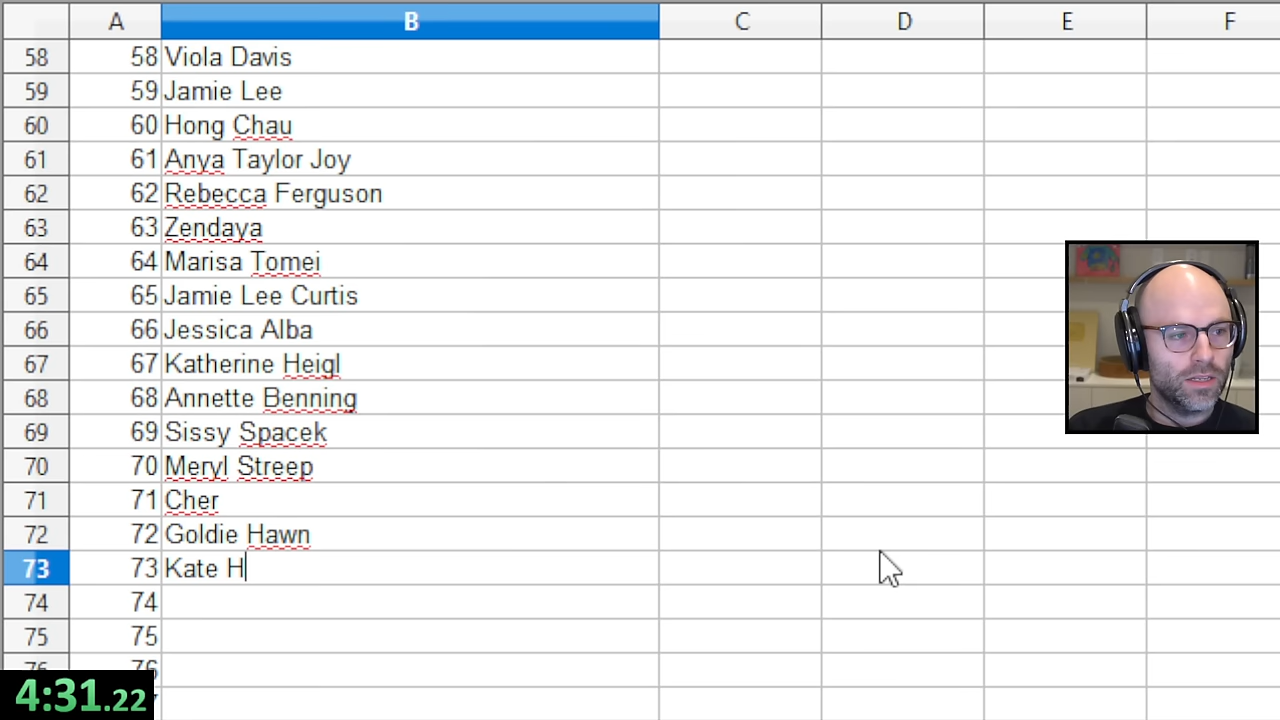 A B C D E F
58 58 Viola Davis
59 59 Jamie Lee
60 60 Hong Chau
61 61 Anya Taylor Joy
62 62 Rebecca Ferguson
63 63 Zendaya
64 64 Marisa Tomei
65 65 Jamie Lee Curtis
66 66 Jessica Alba
67 67 Katherine Heigl
68 68 Annette Benning
69 69 Sissy Spacek
70 70 Meryl Streep
71 71 Cher
72 72 Goldie Hawn
73 73 Kate H
74 74
75 75
76 76
4:31.22